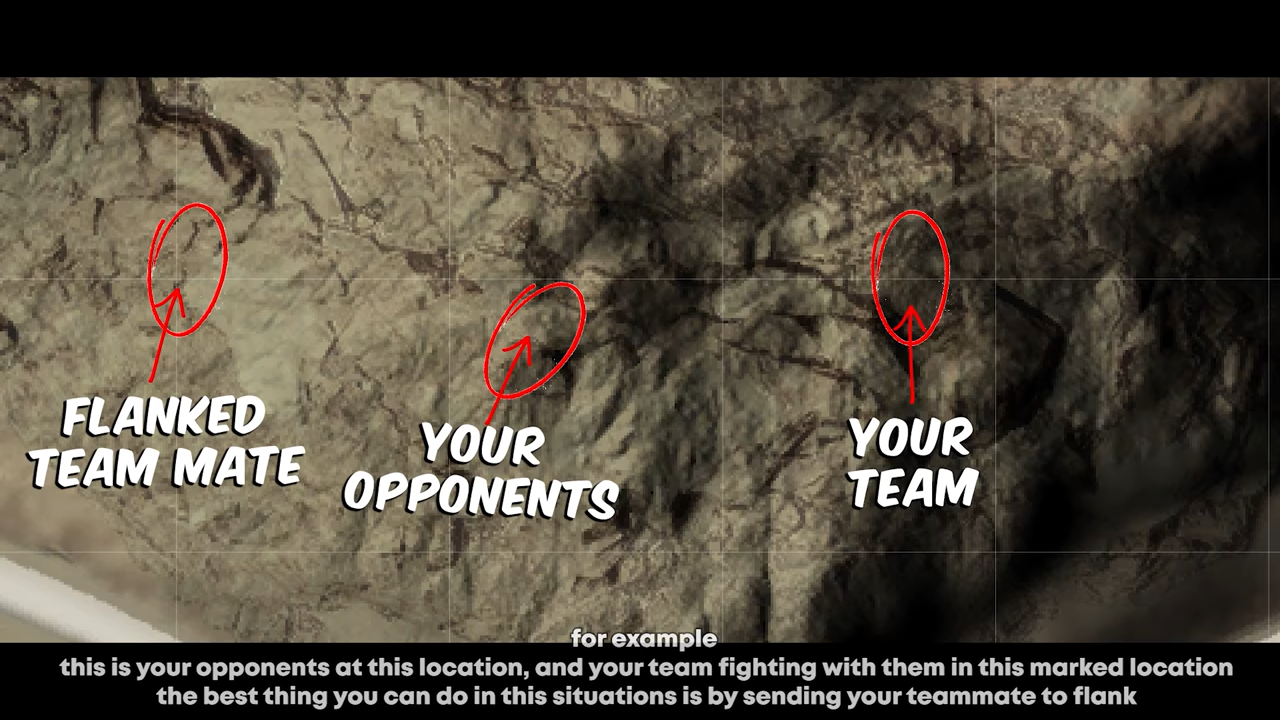 FLANKED
TEAM MATE
YOUR
OPPONENTS
YOUR
TEAM
for example
this is your opponents at this location, and your team fighting with them in this marked location
the best thing you can do in this situations is by sending your teammate to flank